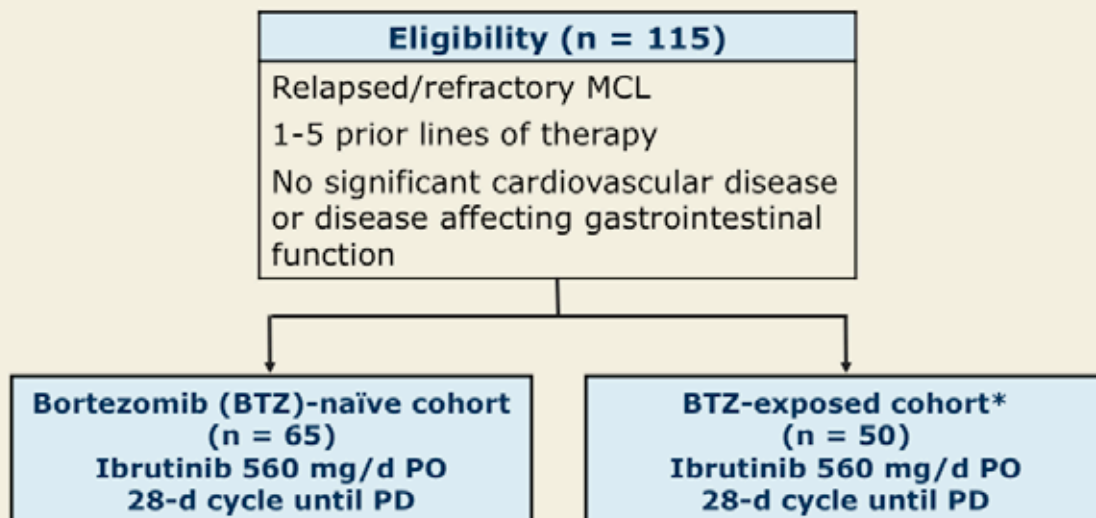 Eligibility (n = 115)
Relapsed/refractory MCL
1-5 prior lines of therapy
No significant cardiovascular disease
or disease affecting gastrointestinal
function
Bortezomib (BTZ)-naïve cohort
(n = 65)
Ibrutinib 560 mg/d PO
28-d cycle until PD
BTZ-exposed cohort*
(n = 50)
Ibrutinib 560 mg/d PO
28-d cycle until PD